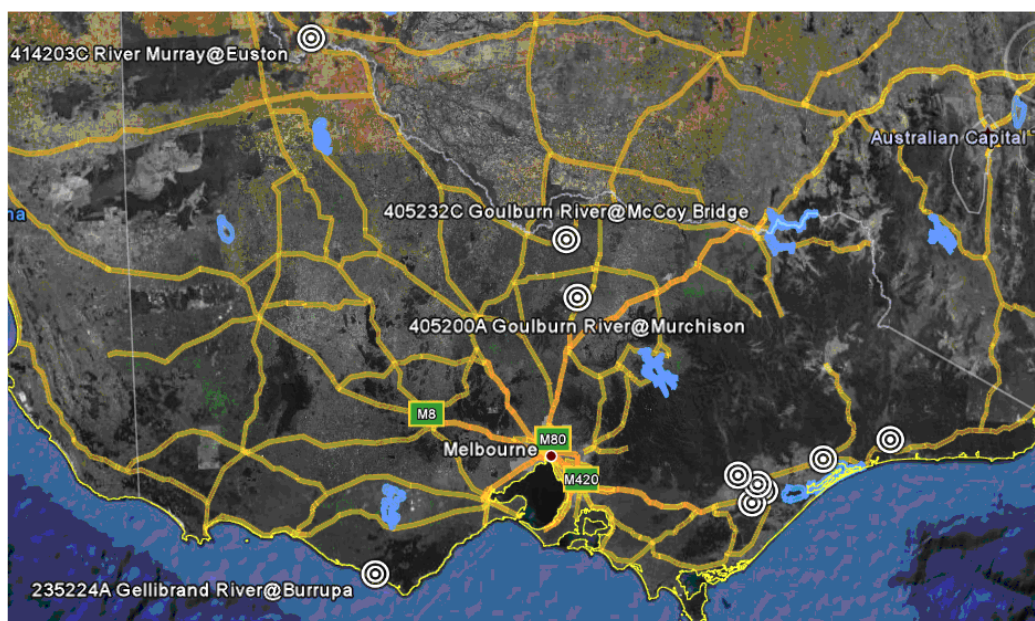 414203C River Murray@Euston
Australian Capital T
na
405232C Goulburn River@McCoy Bridge
405200A Goulburn River@Murchison
M8
M80
Melbourne
M420
235224A Gellibrand River@Burrupa